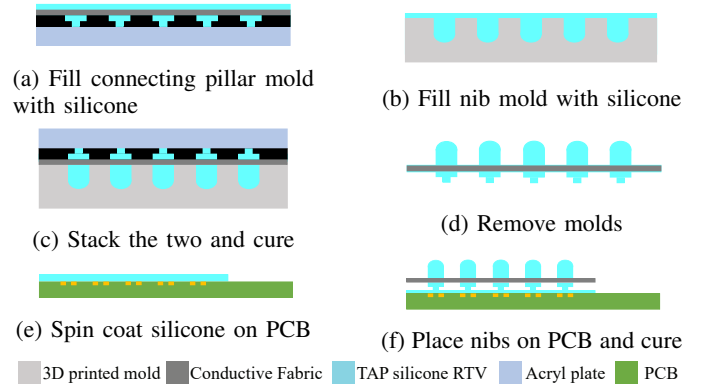 (a) Fill connecting pillar mold
with silicone
(b) Fill nib mold with silicone
(c) Stack the two and cure
(d) Remove molds
(e) Spin coat silicone on PCB
(f) Place nibs on PCB and cure
3D printed mold Conductive Fabric TAP silicone RTV Acryl plate PCB